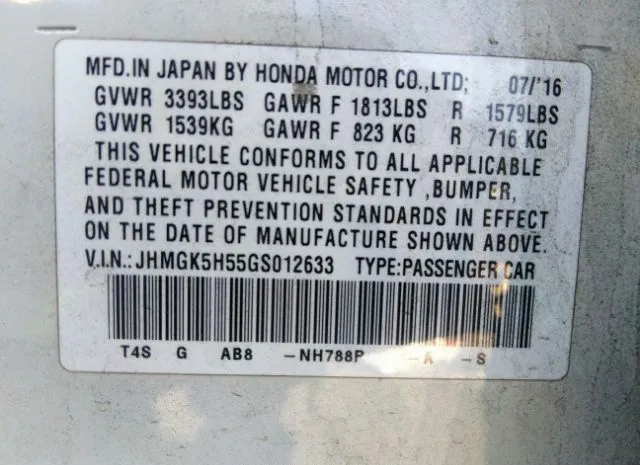 MFD.IN JAPAN BY HONDA MOTOR CO.,LTD; 07/'16
GVWR 3393LBS GAWR F 1813LBS R 1579LBS
GVWR 1539KG GAWR F 823 KG R 716 KG
THIS VEHICLE CONFORMS TO ALL APPLICABLE
FEDERAL MOTOR VEHICLE SAFETY ,BUMPER,
AND THEFT PREVENTION STANDARDS IN EFFECT
ON THE DATE OF MANUFACTURE SHOWN ABOVE.
V.I.N.:JHMGK5H55GS012633 TYPE:PASSENGER CAR
T4S G AB8 -NH788P -A -S